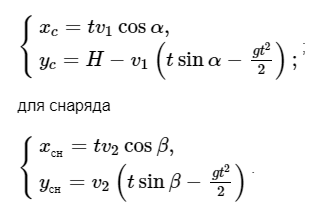 x_c = tv_1 cos α,
y_c = H − v_1 (t sin α − gt²/2) ;
для снаряда
x_сн = tv_2 cos β,
y_сн = v_2 (t sin β − gt²/2) .